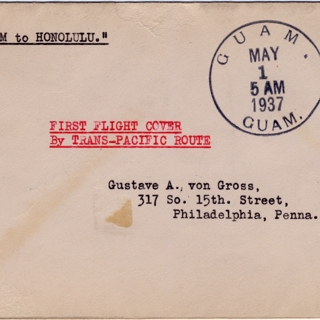 M to HONOLULU."
GUAM.
MAY
1
5 AM
1937
GUAM.
FIRST FLIGHT COVER
By TRANS-PACIFIC ROUTE
Gustave A., von Gross,
317 So. 15th. Street,
Philadelphia, Penna.